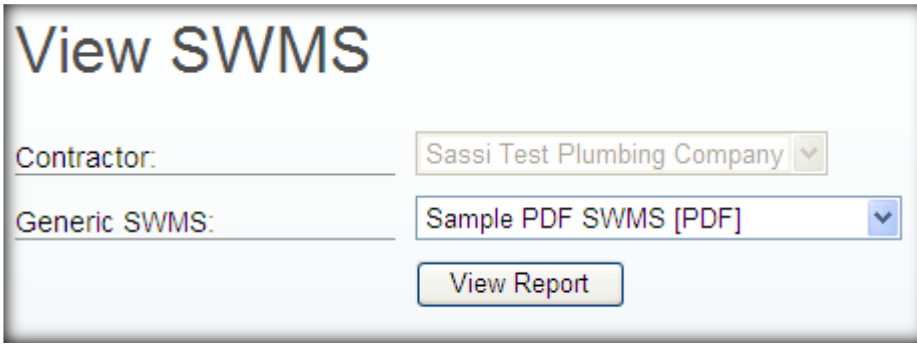 View SWMS
Contractor: Sassi Test Plumbing Company
Generic SWMS: Sample PDF SWMS [PDF]
View Report